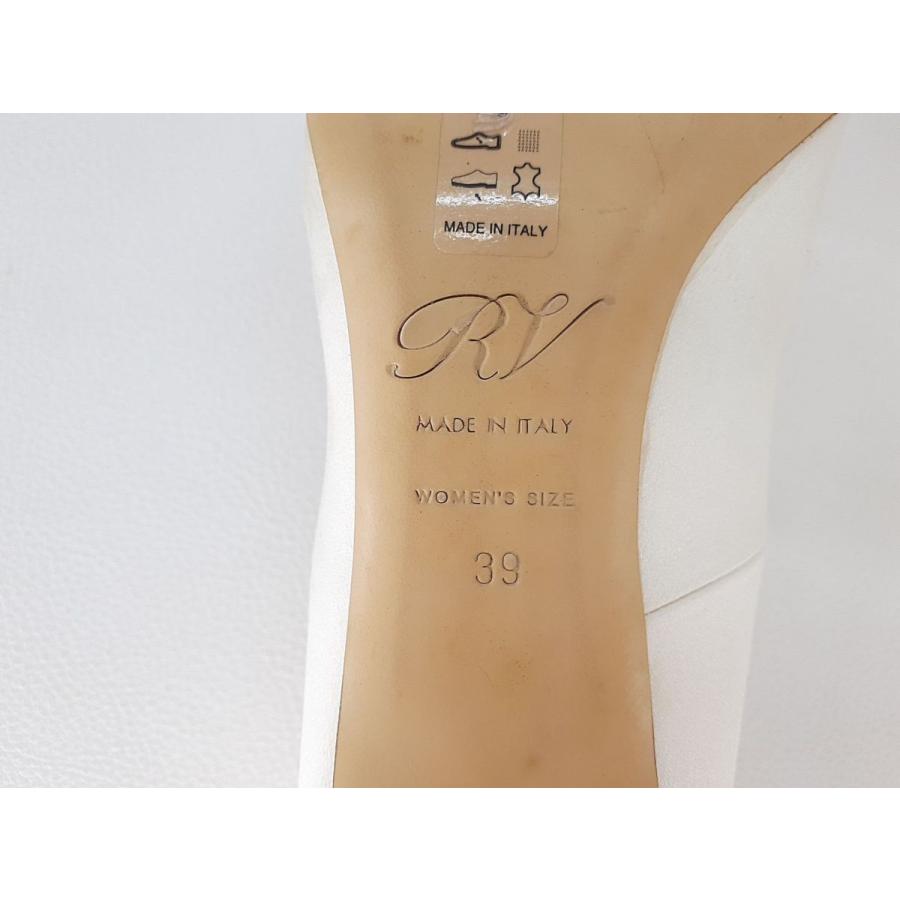 MADE IN ITALY
RV
MADE IN ITALY
WOMEN'S SIZE
39